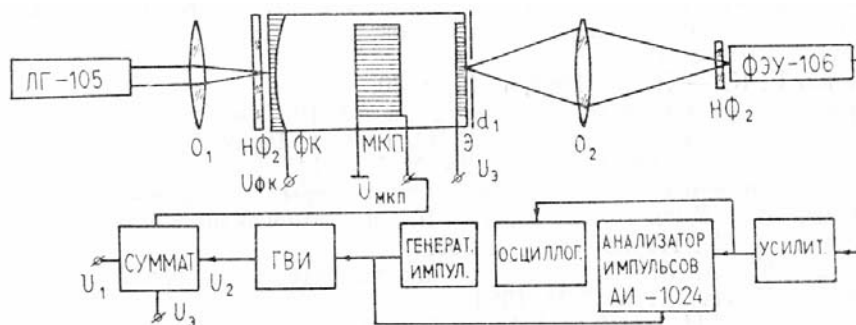 ЛГ-105
ФЭУ-106
О₁
НФ₂
ФК
МКП
Э
d₁
О₂
НФ₂
Uфк
Uмкп
Uэ
СУММАТ
ГВИ
ГЕНЕРАТ.
ИМПУЛ.
ОСЦИЛЛОГ.
АНАЛИЗАТОР
ИМПУЛЬСОВ
АИ -1024
УСИЛИТ.
U₁
U₂
U₃